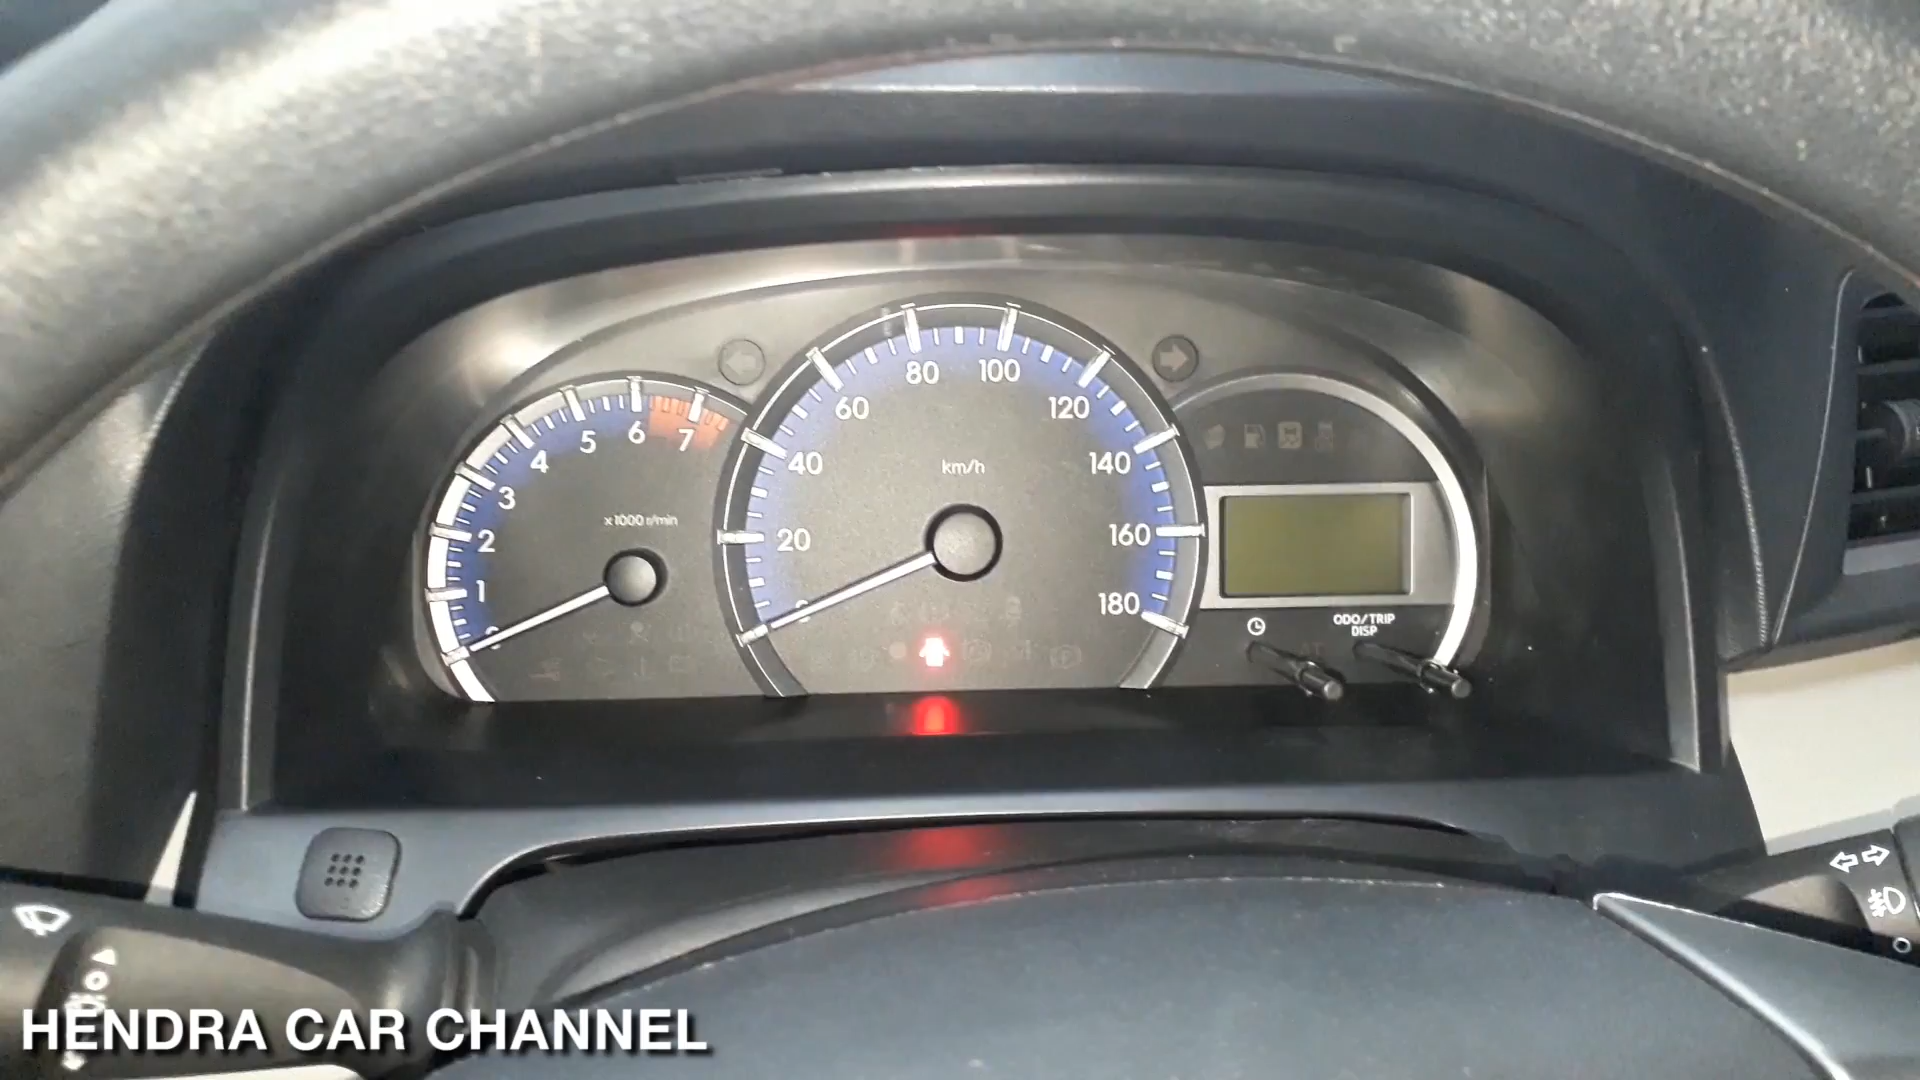 80 100
60 120
5 6 7
4 40 km/h 140
3
x1000 r/min
2 20 160
1
180
ODO/TRIP
DISP
HENDRA CAR CHANNEL